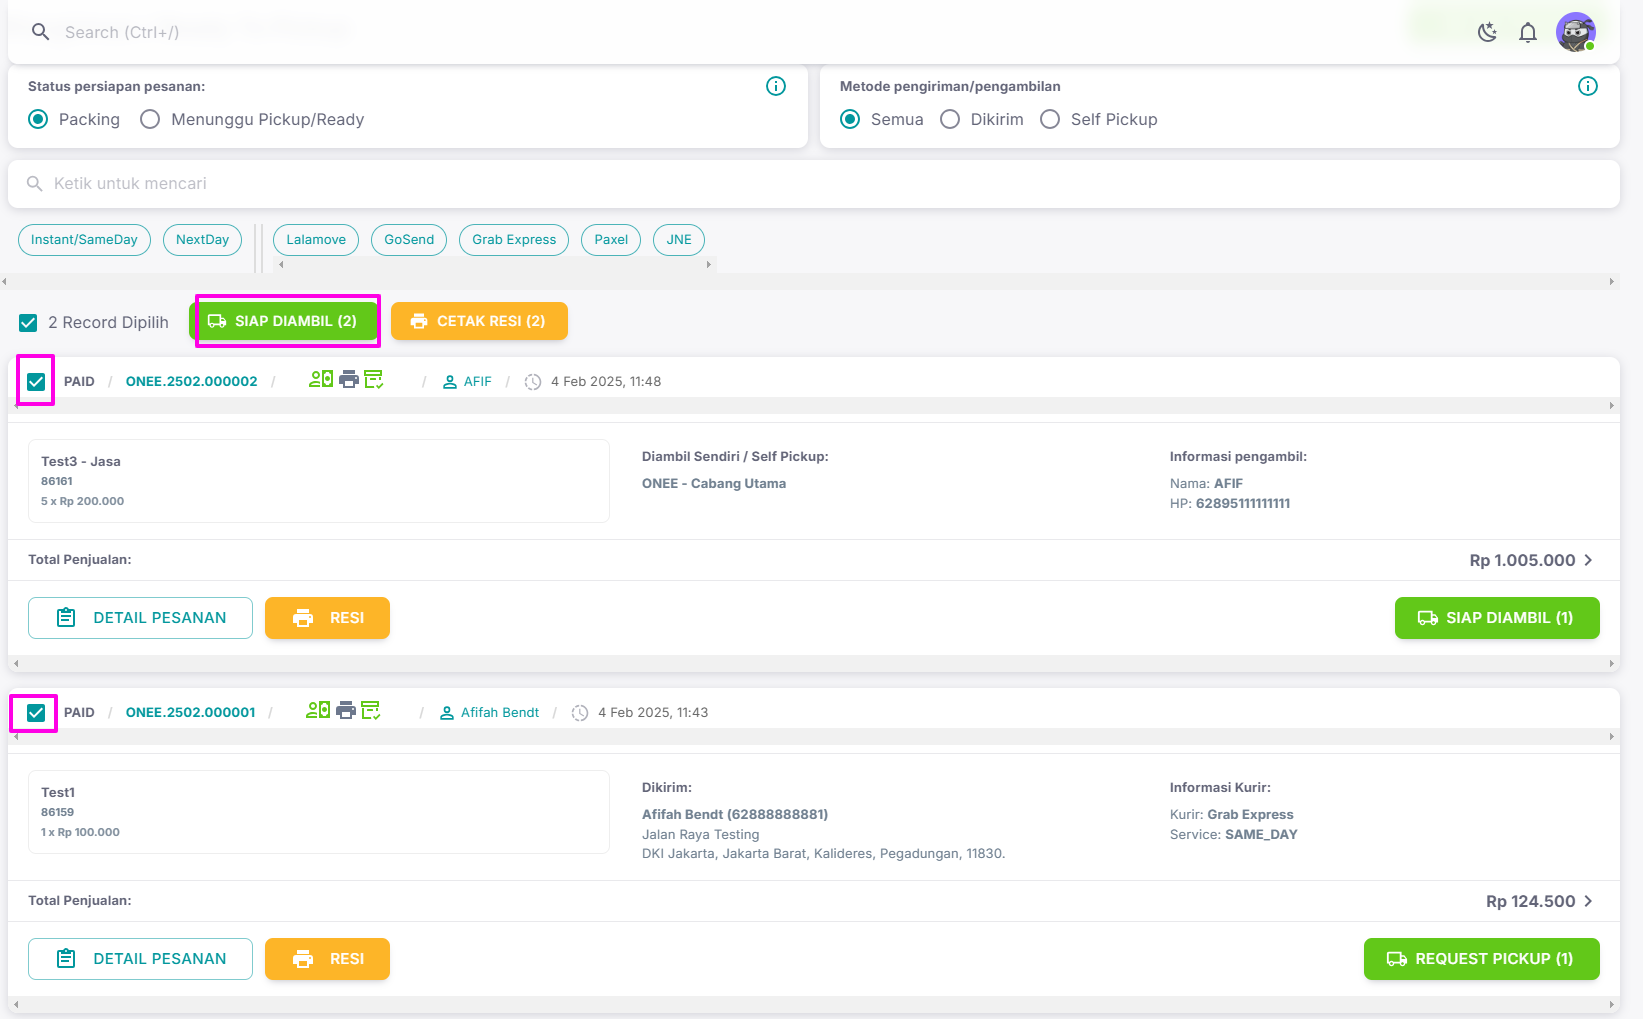 Search (Ctrl+/)
Status persiapan pesanan:
Packing Menunggu Pickup/Ready
Metode pengiriman/pengambilan
Semua Dikirim Self Pickup
Ketik untuk mencari
Instant/SameDay NextDay Lalamove GoSend Grab Express Paxel JNE
2 Record Dipilih SIAP DIAMBIL (2) CETAK RESI (2)
PAID / ONEE.2502.000002 / / AFIF / 4 Feb 2025, 11:48
Test3 - Jasa
86161
5 x Rp 200.000
Diambil Sendiri / Self Pickup:
ONEE - Cabang Utama
Informasi pengambil:
Nama: AFIF
HP: 62895111111111
Total Penjualan: Rp 1.005.000
DETAIL PESANAN RESI SIAP DIAMBIL (1)
PAID / ONEE.2502.000001 / / Afifah Bendt / 4 Feb 2025, 11:43
Test1
86159
1 x Rp 100.000
Dikirim:
Afifah Bendt (62888888881)
Jalan Raya Testing
DKI Jakarta, Jakarta Barat, Kalideres, Pegadungan, 11830.
Informasi Kurir:
Kurir: Grab Express
Service: SAME_DAY
Total Penjualan: Rp 124.500
DETAIL PESANAN RESI REQUEST PICKUP (1)